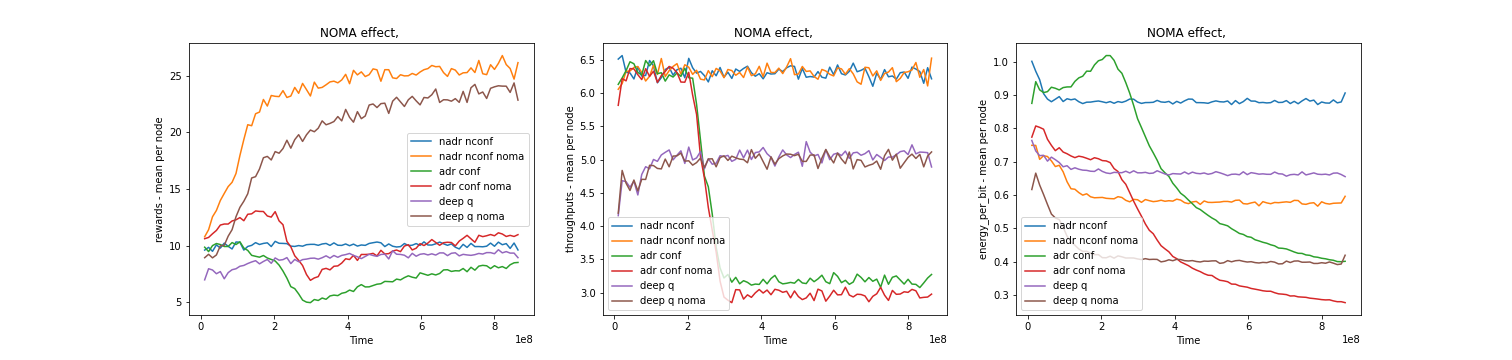 NOMA effect,
rewards - mean per node
25
20
15
10
5
nadr nconf
nadr nconf noma
adr conf
adr conf noma
deep q
deep q noma
0 2 4 6 8
1e8
Time
NOMA effect,
throughputs - mean per node
6.5
6.0
5.5
5.0
4.5
4.0
3.5
3.0
nadr nconf
nadr nconf noma
adr conf
adr conf noma
deep q
deep q noma
0 2 4 6 8
1e8
Time
NOMA effect,
energy_per_bit - mean per node
1.0
0.9
0.8
0.7
0.6
0.5
0.4
0.3
nadr nconf
nadr nconf noma
adr conf
adr conf noma
deep q
deep q noma
0 2 4 6 8
1e8
Time